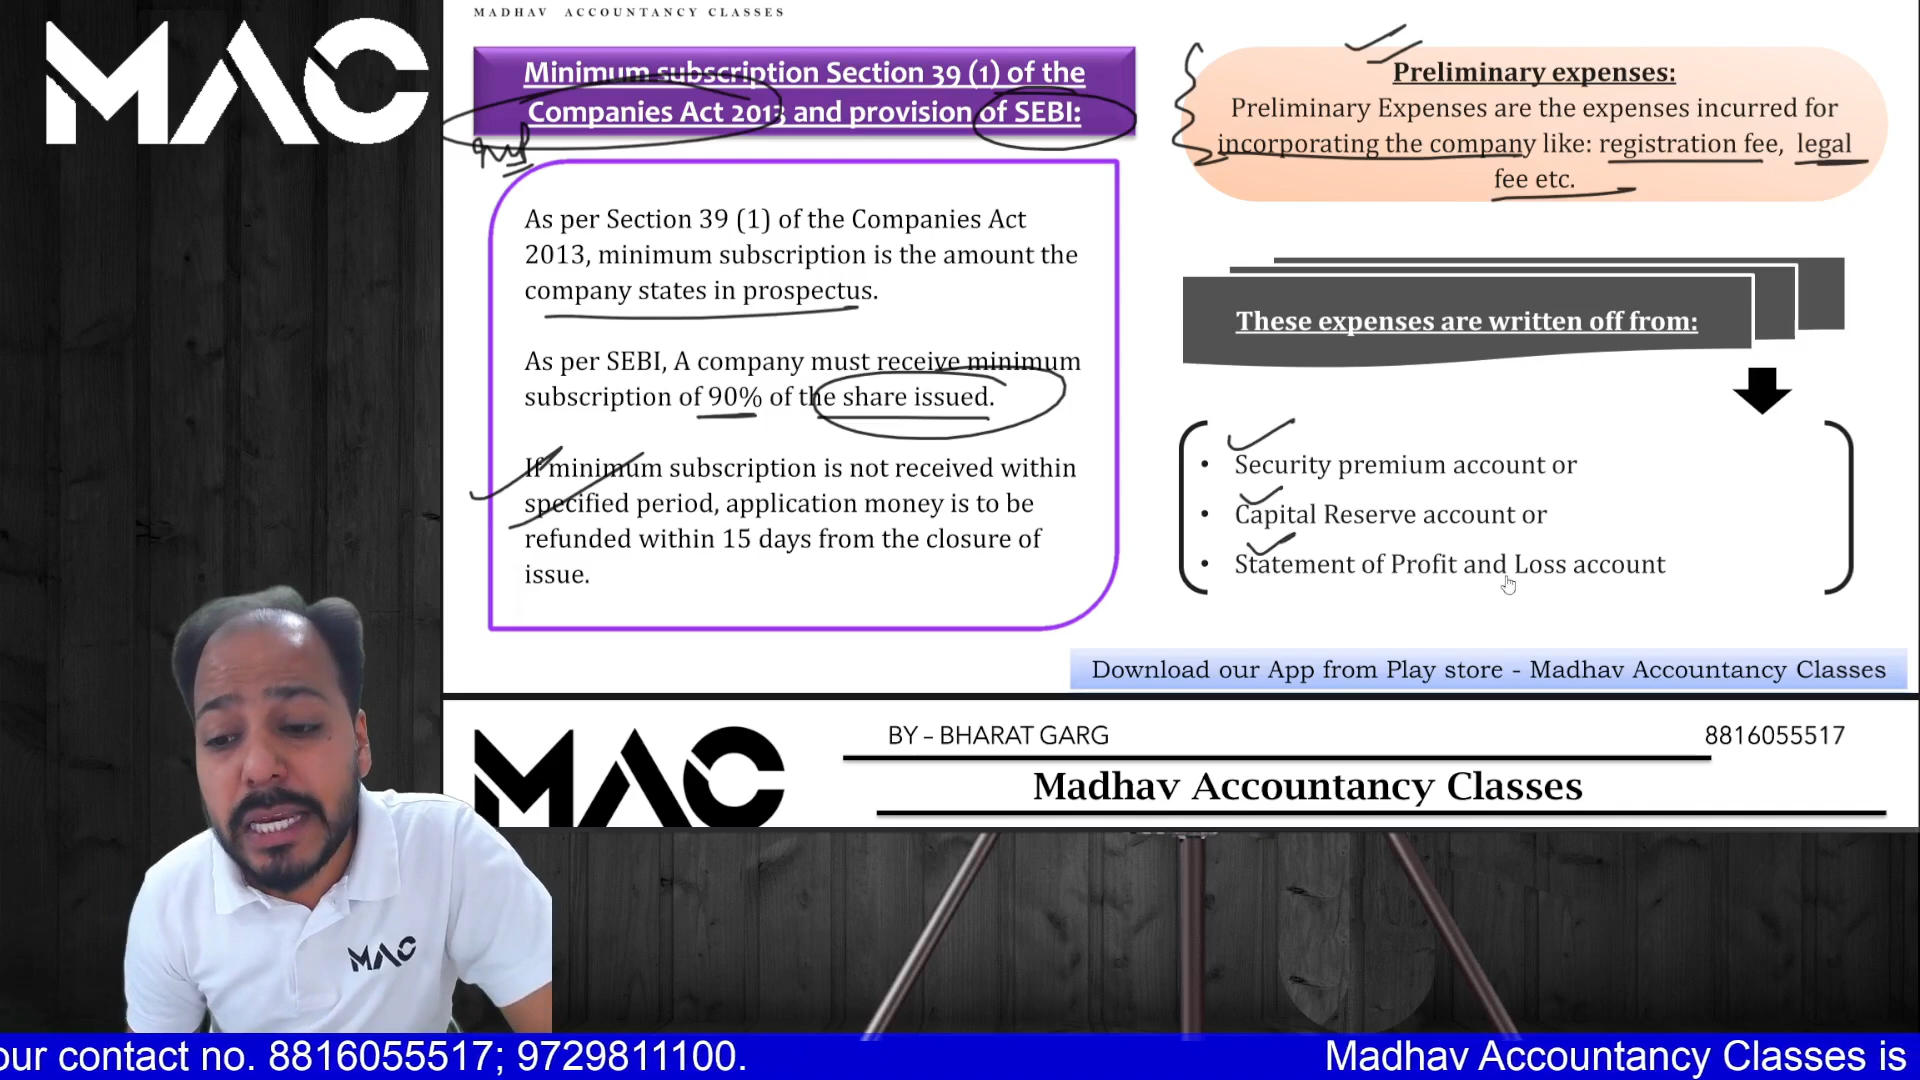 MAC
MADHAV ACCOUNTANCY CLASSES
Minimum subscription Section 39 (1) of the
Companies Act 2013 and provision of SEBI:
As per Section 39 (1) of the Companies Act
2013, minimum subscription is the amount the
company states in prospectus.
As per SEBI, A company must receive minimum
subscription of 90% of the share issued.
If minimum subscription is not received within
specified period, application money is to be
refunded within 15 days from the closure of
issue.
Preliminary expenses:
Preliminary Expenses are the expenses incurred for
incorporating the company like: registration fee, legal
fee etc.
These expenses are written off from:
• Security premium account or
• Capital Reserve account or
• Statement of Profit and Loss account
Download our App from Play store - Madhav Accountancy Classes
MAC
BY – BHARAT GARG
8816055517
Madhav Accountancy Classes
MAC
our contact no. 8816055517; 9729811100.
Madhav Accountancy Classes is